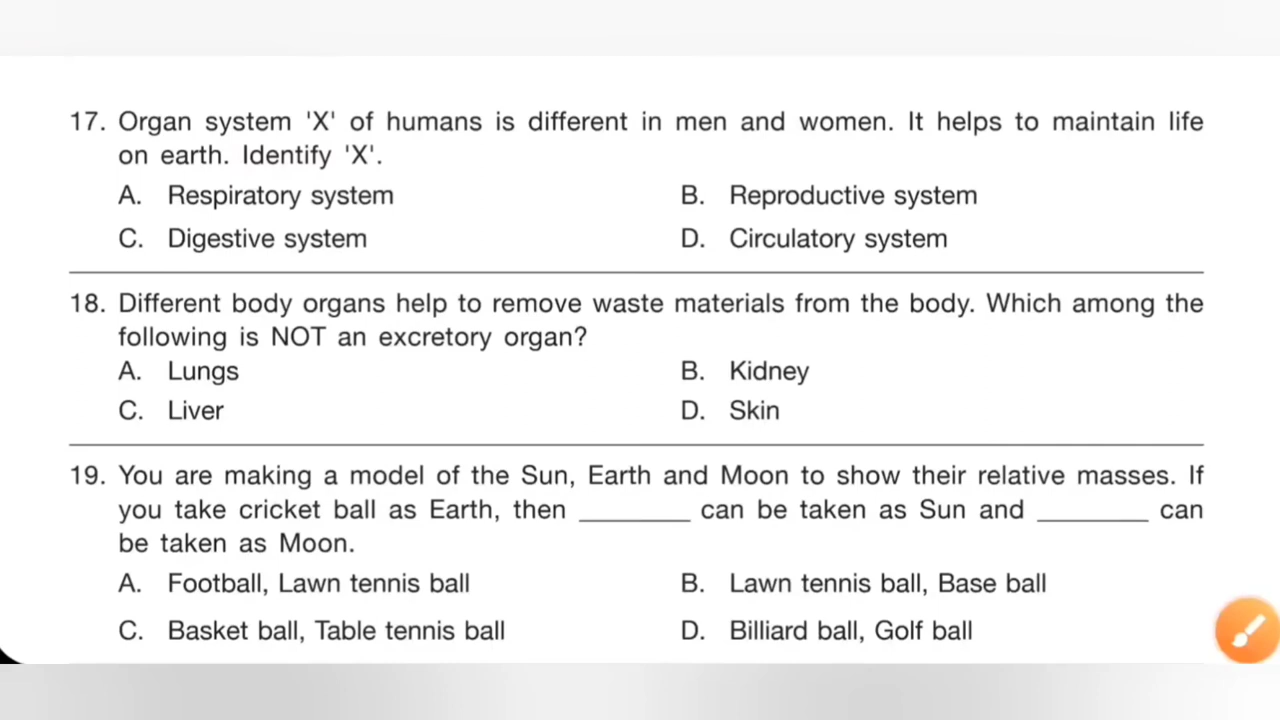 17. Organ system 'X' of humans is different in men and women. It helps to maintain life
on earth. Identify 'X'.
A. Respiratory system B. Reproductive system
C. Digestive system D. Circulatory system
18. Different body organs help to remove waste materials from the body. Which among the
following is NOT an excretory organ?
A. Lungs B. Kidney
C. Liver D. Skin
19. You are making a model of the Sun, Earth and Moon to show their relative masses. If
you take cricket ball as Earth, then ________ can be taken as Sun and ________ can
be taken as Moon.
A. Football, Lawn tennis ball B. Lawn tennis ball, Base ball
C. Basket ball, Table tennis ball D. Billiard ball, Golf ball